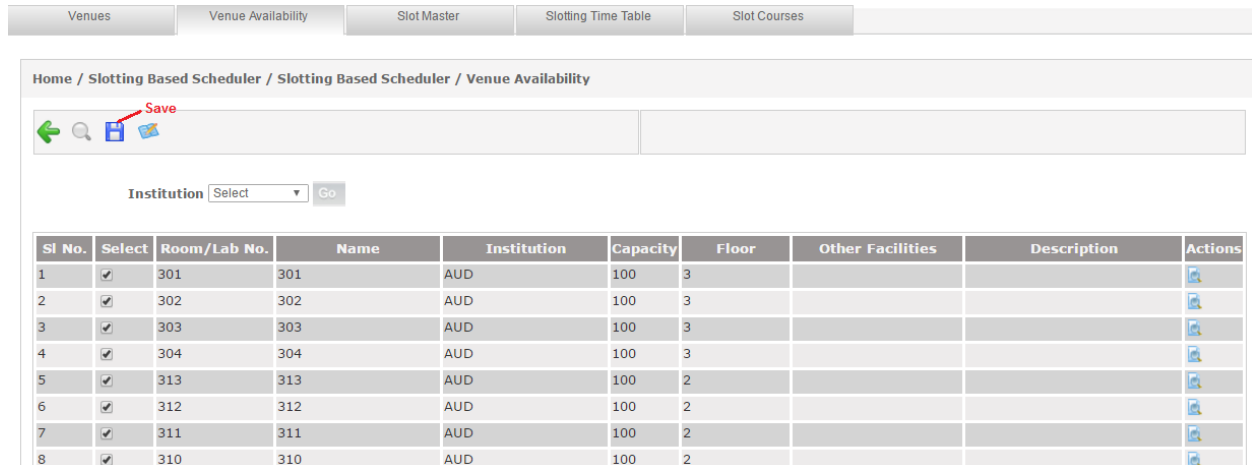 Venues Venue Availability Slot Master Slotting Time Table Slot Courses
Home / Slotting Based Scheduler / Slotting Based Scheduler / Venue Availability
Save
Institution Select Go
Sl No. Select Room/Lab No. Name Institution Capacity Floor Other Facilities Description Actions
1 301 301 AUD 100 3
2 302 302 AUD 100 3
3 303 303 AUD 100 3
4 304 304 AUD 100 3
5 313 313 AUD 100 2
6 312 312 AUD 100 2
7 311 311 AUD 100 2
8 310 310 AUD 100 2